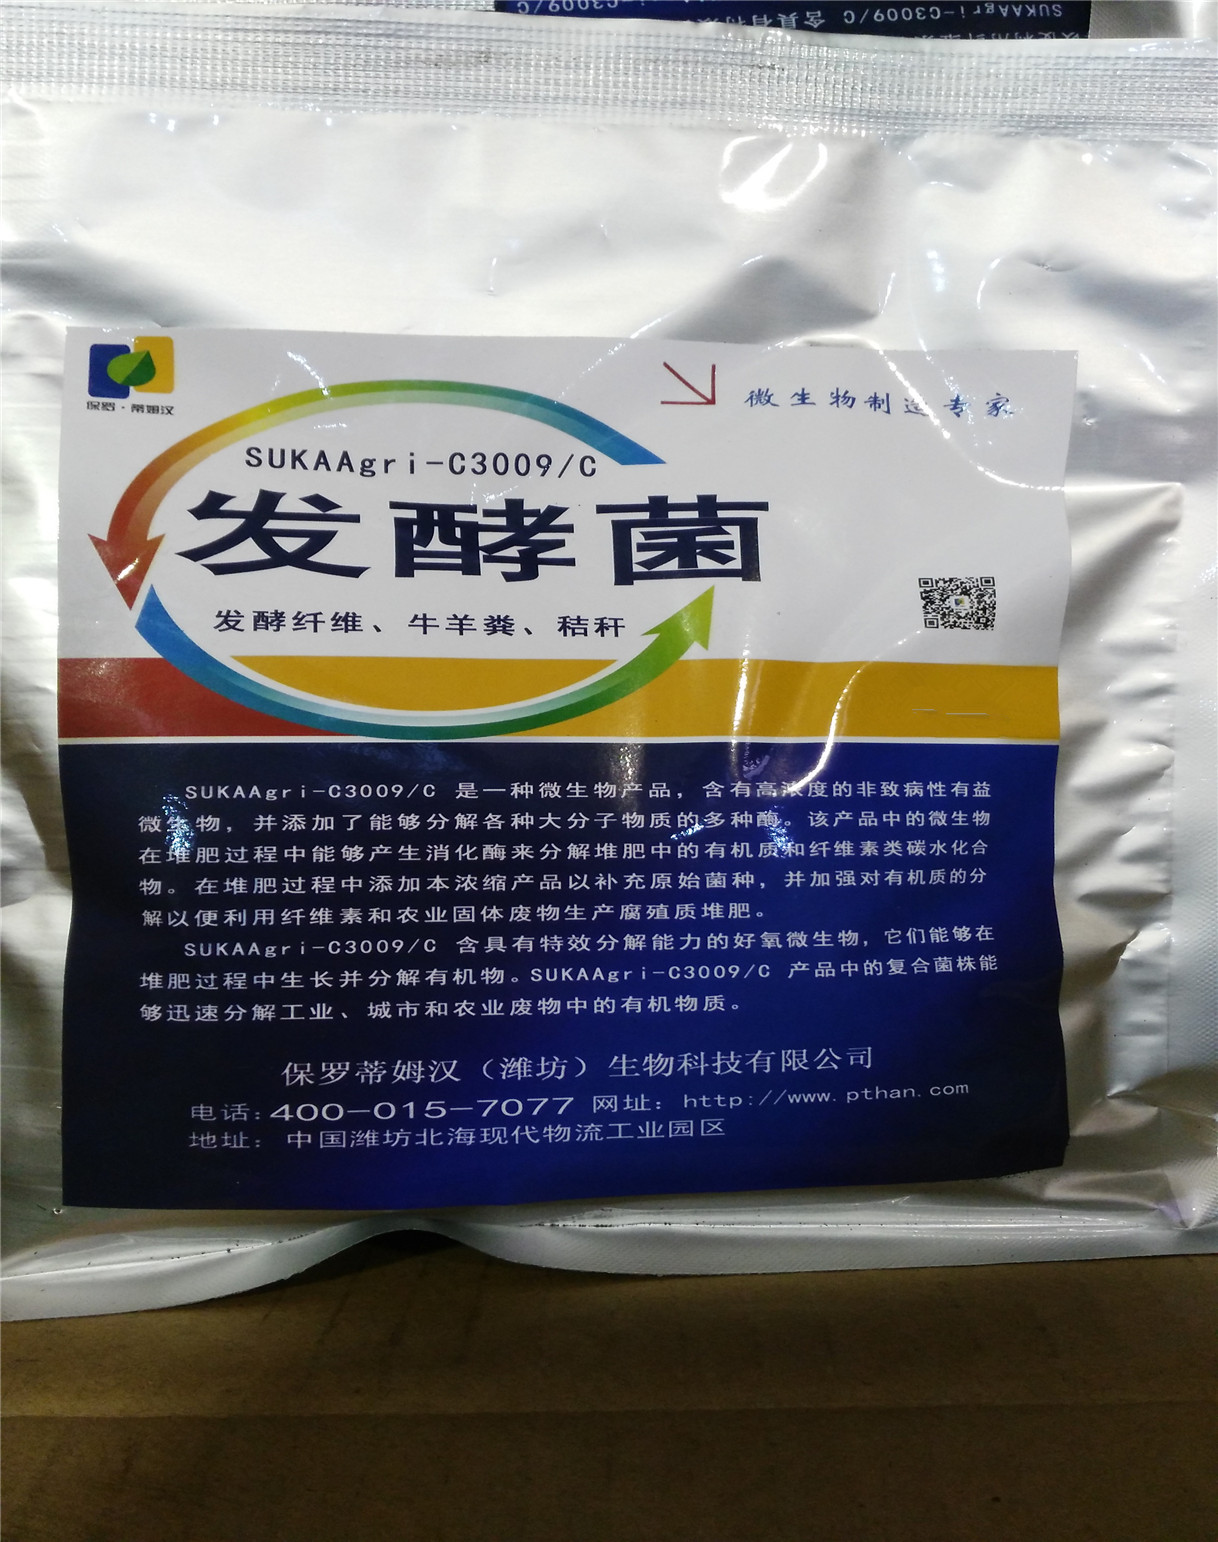 SUKAAgri-C3009/C 含具有特
保罗·蒂姆汉
微生物制造专家
SUKAAgri-C3009/C
发酵菌
发酵纤维、牛羊粪、秸秆
SUKAAgri-C3009/C 是一种微生物产品，含有高浓度的非致病性有益
微生物，并添加了能够分解各种大分子物质的多种酶。该产品中的微生物
在堆肥过程中能够产生消化酶来分解堆肥中的有机质和纤维素类碳水化合
物。在堆肥过程中添加本浓缩产品以补充原始菌种，并加强对有机质的分
解以便利用纤维素和农业固体废物生产腐殖质堆肥。
SUKAAgri-C3009/C 含具有特效分解能力的好氧微生物，它们能够在
堆肥过程中生长并分解有机物。SUKAAgri-C3009/C 产品中的复合菌株能
够迅速分解工业、城市和农业废物中的有机物质。
保罗蒂姆汉（潍坊）生物科技有限公司
电话：400-015-7077 网址：http://www.pthan.com
地址：中国潍坊北海现代物流工业园区